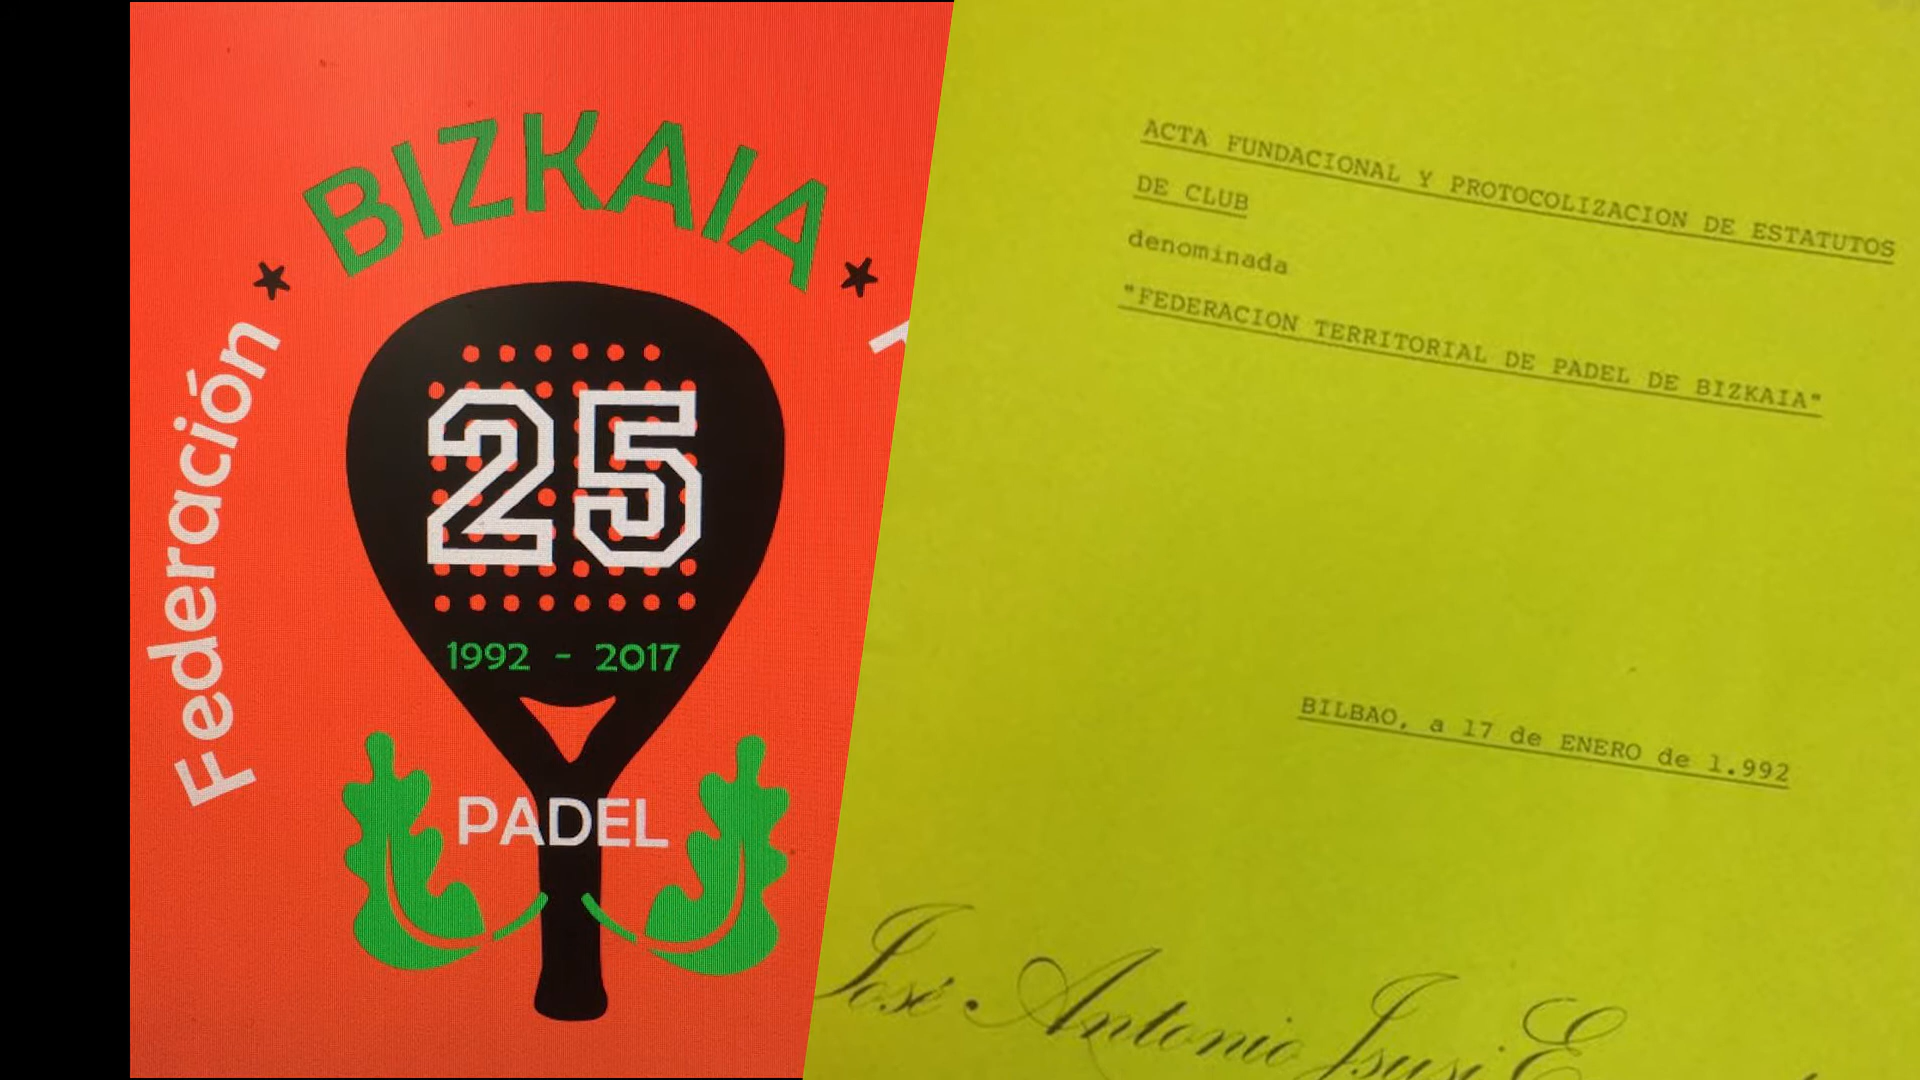 Federación
BIZKAIA
25
1992 - 2017
PADEL
ACTA FUNDACIONAL Y PROTOCOLIZACION DE ESTATUTOS
DE CLUB
denominada
"FEDERACION TERRITORIAL DE PADEL DE BIZKAIA"
BILBAO, a 17 de ENERO de 1.992
José Antonio Isusi